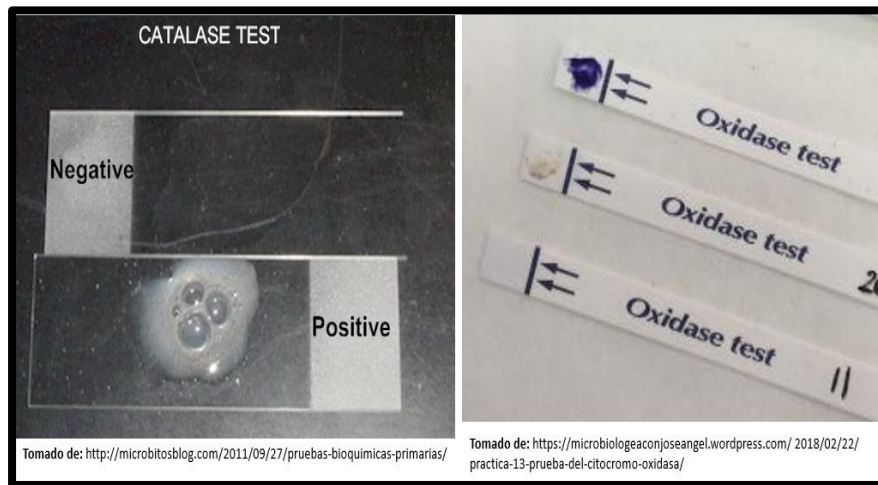 CATALASE TEST
Negative
Positive
Tomado de: http://microbitosblog.com/2011/09/27/pruebas-bioquimicas-primarias/
Oxidase test
Oxidase test
Oxidase test
11
Tomado de: https://microbiologeaconjoseangel.wordpress.com/ 2018/02/22/
practica-13-prueba-del-citocromo-oxidasa/